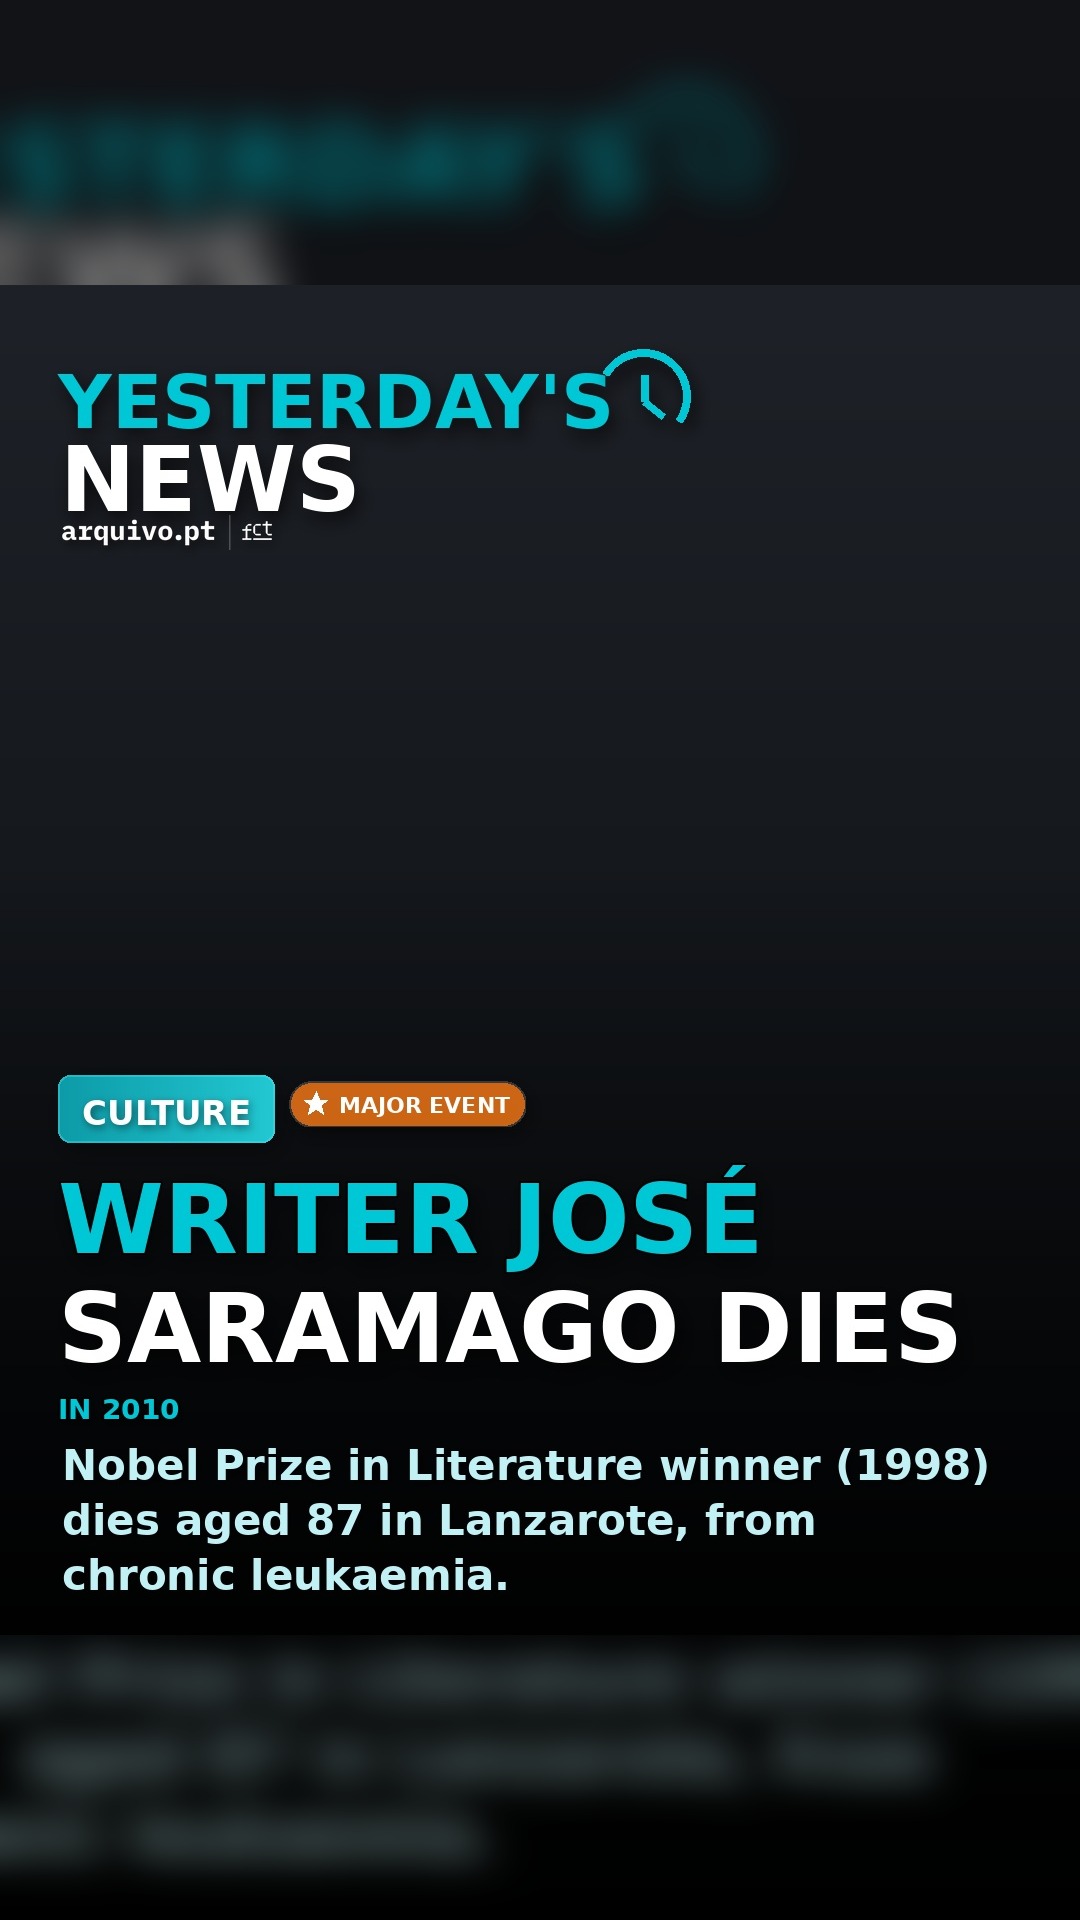 YESTERDAY'S
NEWS
arquivo.pt | fct
CULTURE
MAJOR EVENT
WRITER JOSÉ
SARAMAGO DIES
IN 2010
Nobel Prize in Literature winner (1998)
dies aged 87 in Lanzarote, from
chronic leukaemia.